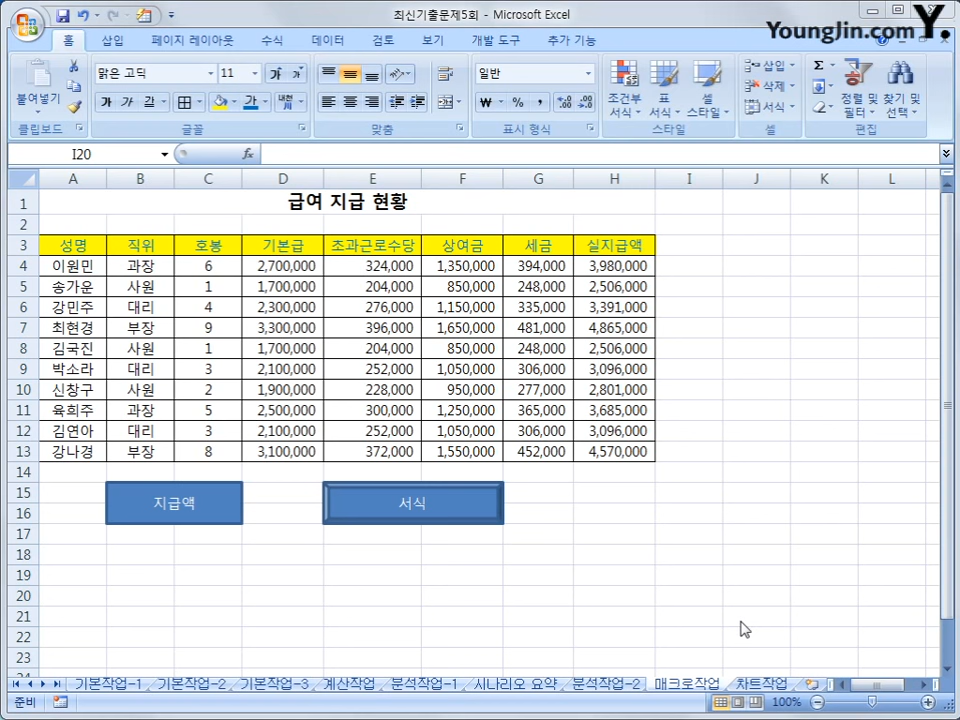 최신기출문제5회 - Microsoft Excel
YoungJin.com Y.
홈 삽입 페이지 레이아웃 수식 데이터 검토 보기 개발 도구 추가 기능
붙여넣기 맑은 고딕 11 가 가 일반 조건부 서식 표 서식 셀 스타일 삽입 삭제 서식 Σ 정렬 및 필터 찾기 및 선택
가 가 간 가 ₩ % ,
클립보드 글꼴 맞춤 표시 형식 스타일 셀 편집
I20 fx
A B C D E F G H I J K L
1 급여 지급 현황
2
3 성명 직위 호봉 기본급 초과근로수당 상여금 세금 실지급액
4 이원민 과장 6 2,700,000 324,000 1,350,000 394,000 3,980,000
5 송가운 사원 1 1,700,000 204,000 850,000 248,000 2,506,000
6 강민주 대리 4 2,300,000 276,000 1,150,000 335,000 3,391,000
7 최현경 부장 9 3,300,000 396,000 1,650,000 481,000 4,865,000
8 김국진 사원 1 1,700,000 204,000 850,000 248,000 2,506,000
9 박소라 대리 3 2,100,000 252,000 1,050,000 306,000 3,096,000
10 신창구 사원 2 1,900,000 228,000 950,000 277,000 2,801,000
11 육희주 과장 5 2,500,000 300,000 1,250,000 365,000 3,685,000
12 김연아 대리 3 2,100,000 252,000 1,050,000 306,000 3,096,000
13 강나경 부장 8 3,100,000 372,000 1,550,000 452,000 4,570,000
14
15
지급액 서식
16
17
18
19
20
21
22
23
기본작업-1 기본작업-2 기본작업-3 계산작업 분석작업-1 시나리오 요약 분석작업-2 매크로작업 차트작업
준비 100%